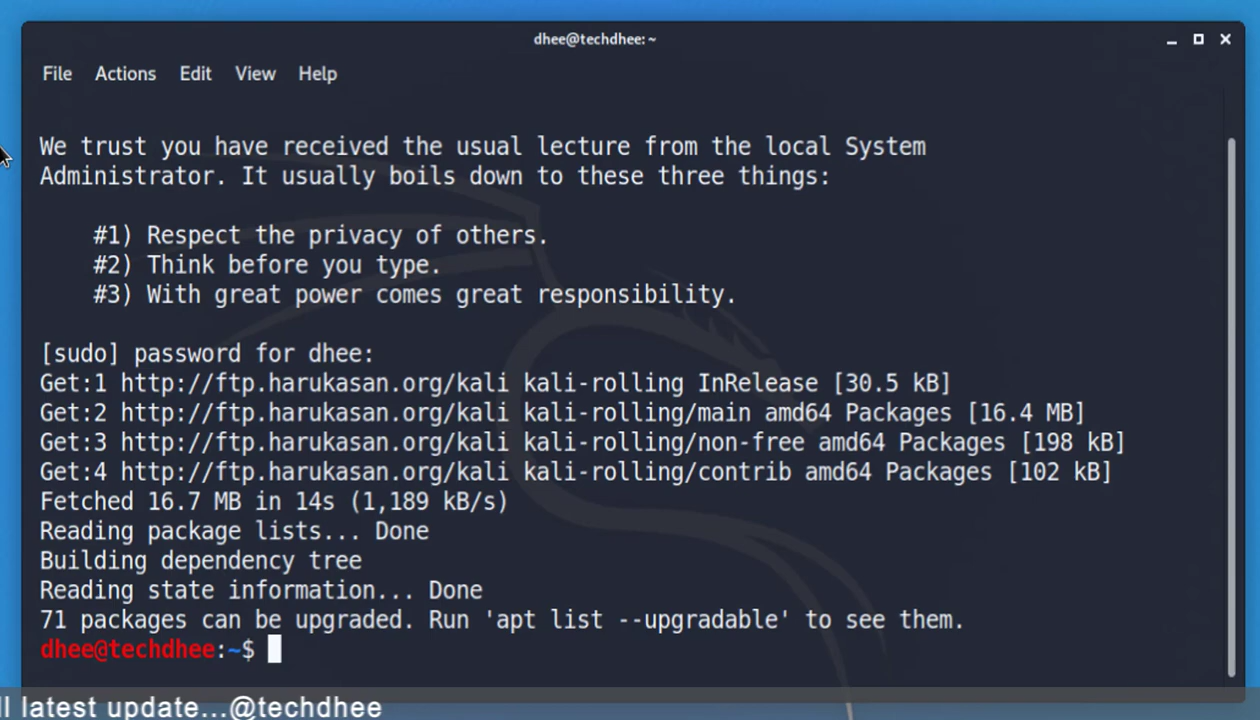 dhee@techdhee: ~
File Actions Edit View Help
We trust you have received the usual lecture from the local System
Administrator. It usually boils down to these three things:
#1) Respect the privacy of others.
#2) Think before you type.
#3) With great power comes great responsibility.
[sudo] password for dhee:
Get:1 http://ftp.harukasan.org/kali kali-rolling InRelease [30.5 kB]
Get:2 http://ftp.harukasan.org/kali kali-rolling/main amd64 Packages [16.4 MB]
Get:3 http://ftp.harukasan.org/kali kali-rolling/non-free amd64 Packages [198 kB]
Get:4 http://ftp.harukasan.org/kali kali-rolling/contrib amd64 Packages [102 kB]
Fetched 16.7 MB in 14s (1,189 kB/s)
Reading package lists... Done
Building dependency tree
Reading state information... Done
71 packages can be upgraded. Run 'apt list --upgradable' to see them.
dhee@techdhee:~$
latest update...@techdhee